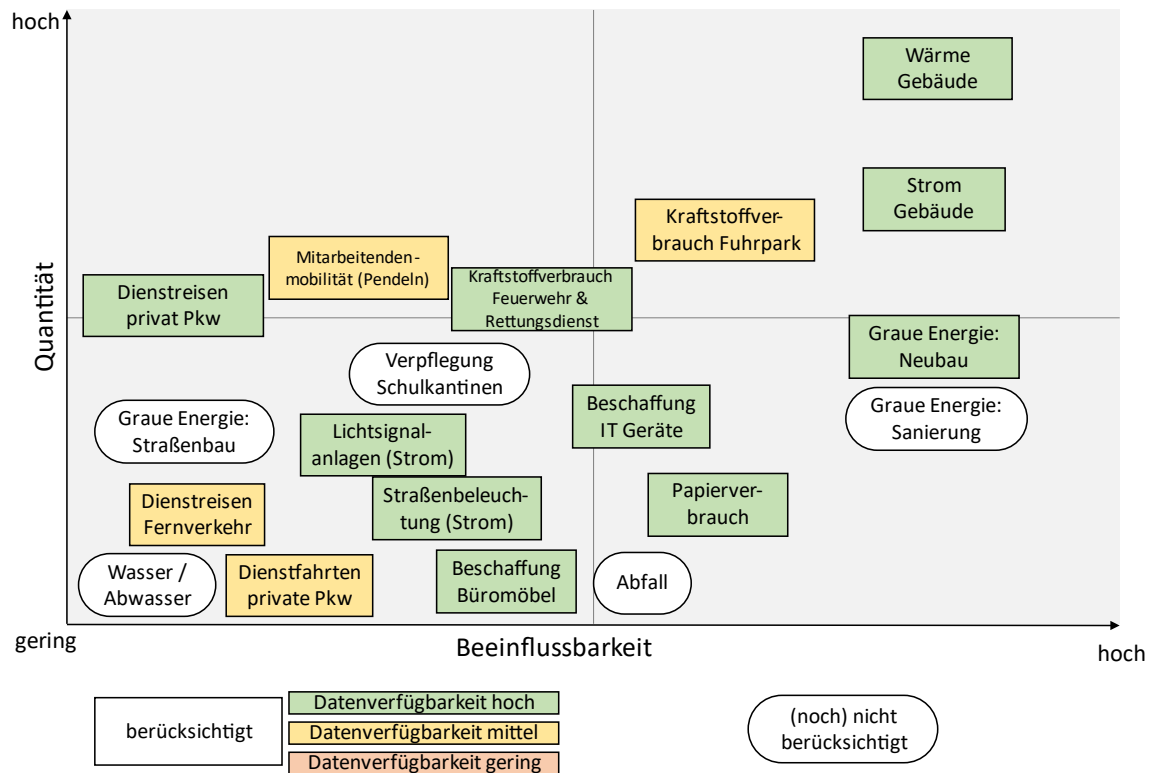 hoch
Wärme
Gebäude
Strom
Gebäude
Kraftstoffver-
brauch Fuhrpark
Mitarbeitenden-
mobilität (Pendeln)
Kraftstoffverbrauch
Feuerwehr &
Rettungsdienst
Dienstreisen
privat Pkw
Quantität
Graue Energie:
Neubau
Verpflegung
Schulkantinen
Beschaffung
IT Geräte
Graue Energie:
Sanierung
Graue Energie:
Straßenbau
Lichtsignal-
anlagen (Strom)
Straßenbeleuch-
tung (Strom)
Papierver-
brauch
Dienstreisen
Fernverkehr
Wasser /
Abwasser
Dienstfahrten
private Pkw
Beschaffung
Büromöbel
Abfall
gering
Beeinflussbarkeit
hoch
berücksichtigt
Datenverfügbarkeit hoch
Datenverfügbarkeit mittel
Datenverfügbarkeit gering
(noch) nicht
berücksichtigt